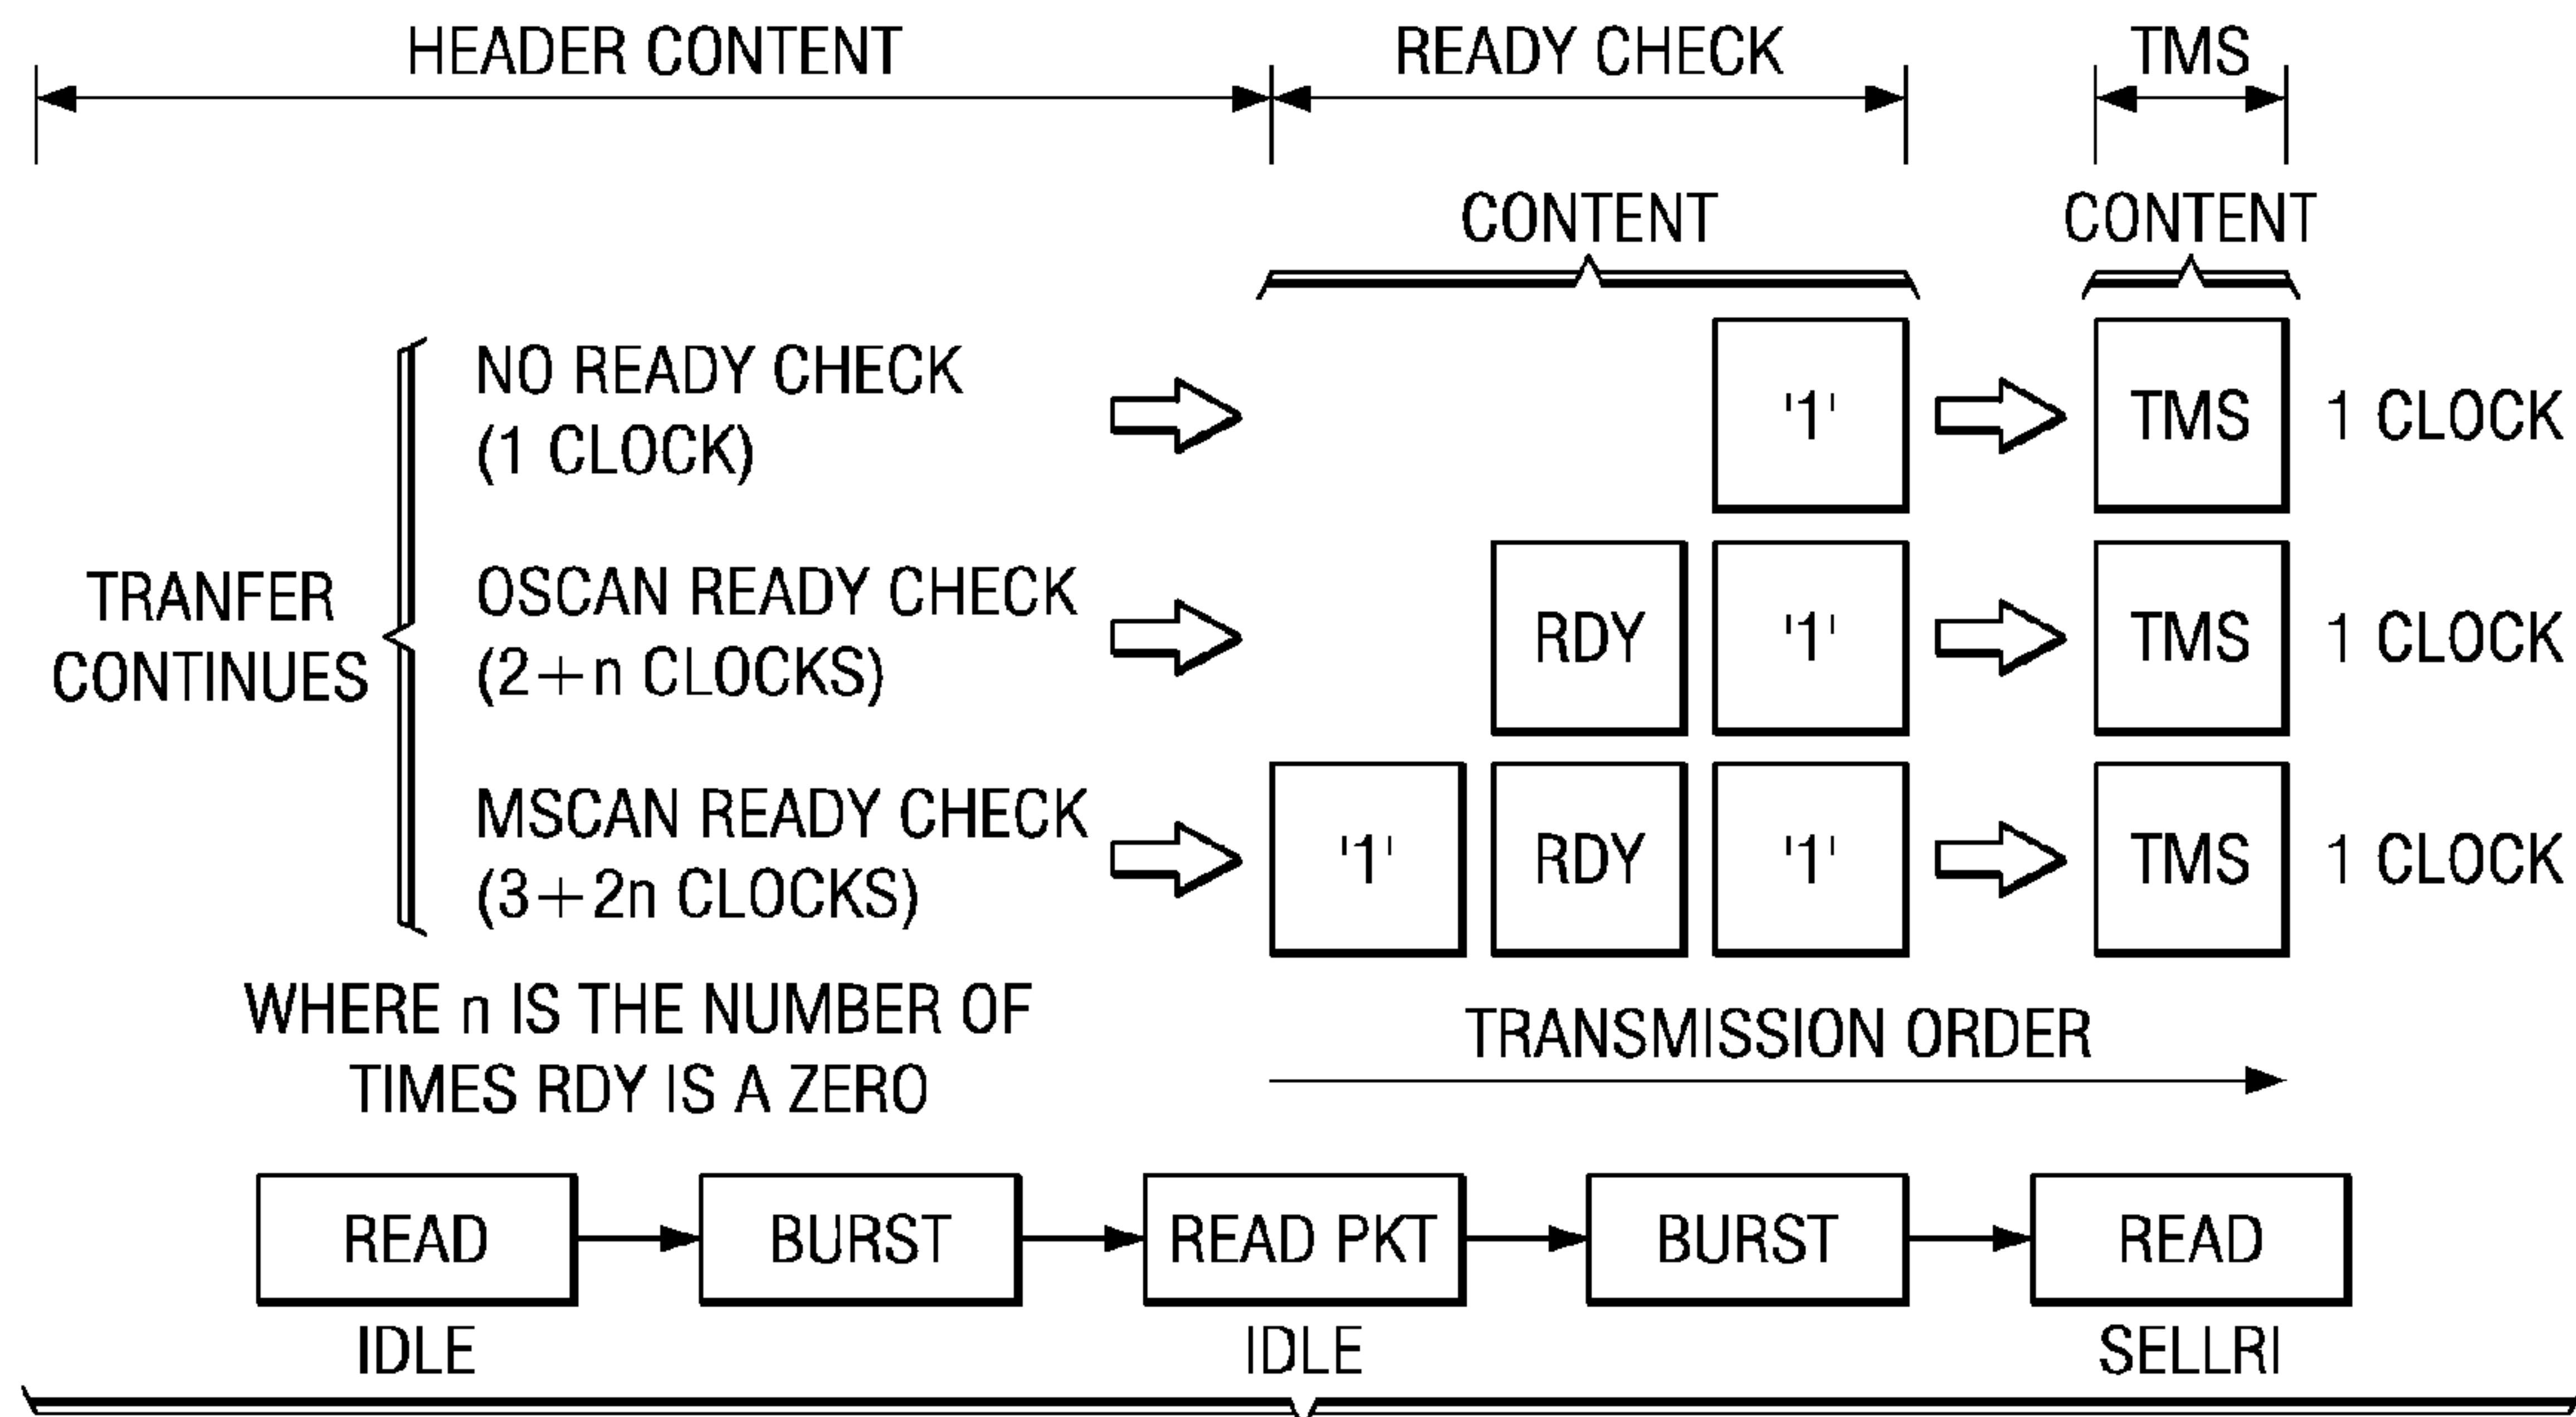 HEADER CONTENT
READY CHECK
TMS
CONTENT
CONTENT
NO READY CHECK
(1 CLOCK)
'1'
TMS
1 CLOCK
TRANFER
CONTINUES
OSCAN READY CHECK
(2+n CLOCKS)
RDY
'1'
TMS
1 CLOCK
MSCAN READY CHECK
(3+2n CLOCKS)
'1'
RDY
'1'
TMS
1 CLOCK
WHERE n IS THE NUMBER OF
TIMES RDY IS A ZERO
TRANSMISSION ORDER
READ
BURST
READ PKT
BURST
READ
IDLE
IDLE
SELLRI